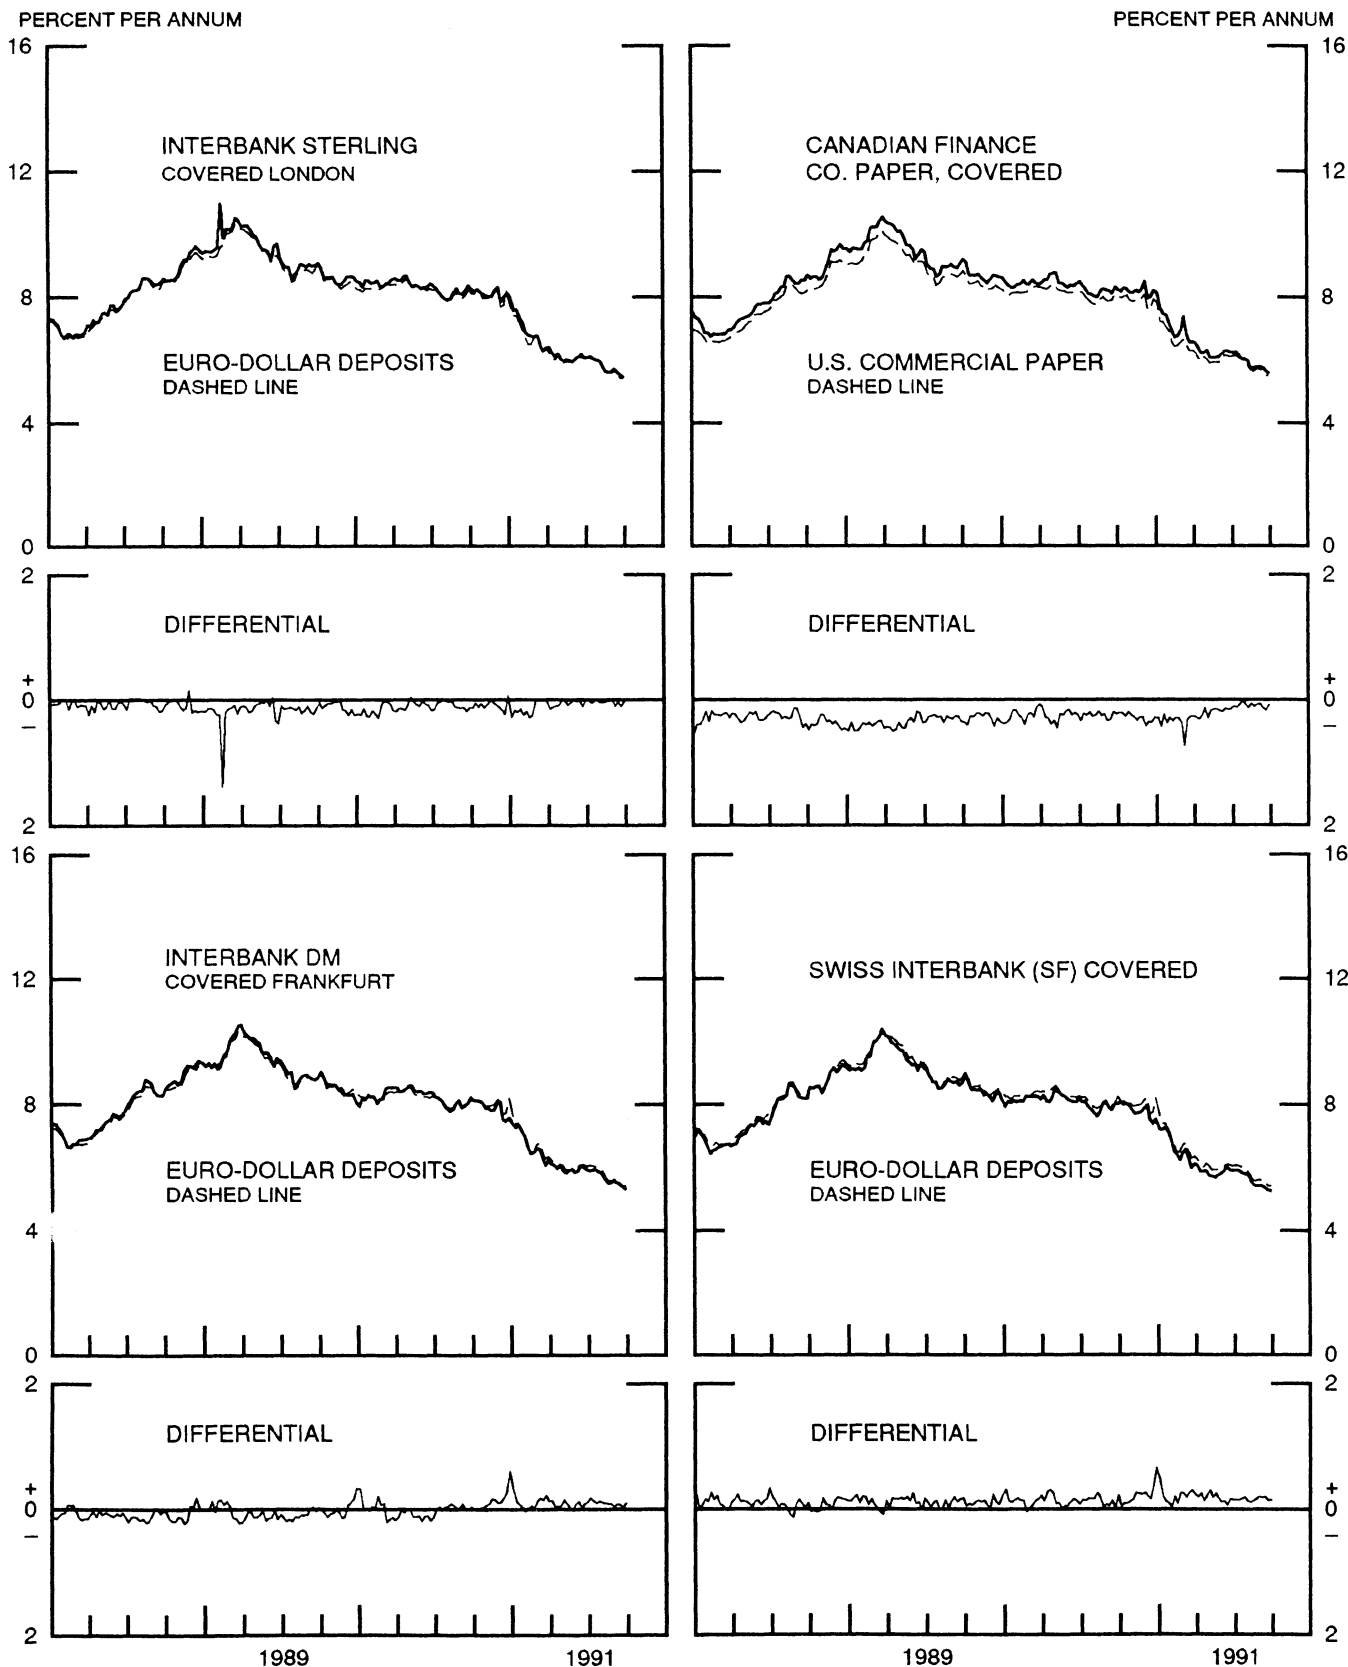 PERCENT PER ANNUM
PERCENT PER ANNUM
16
INTERBANK STERLING
COVERED LONDON
12
8
EURO-DOLLAR DEPOSITS
DASHED LINE
4
0
CANADIAN FINANCE
CO. PAPER, COVERED
U.S. COMMERCIAL PAPER
DASHED LINE
16
12
8
4
0
2
DIFFERENTIAL
+
0
−
2
DIFFERENTIAL
2
+
0
−
2
16
INTERBANK DM
COVERED FRANKFURT
12
8
EURO-DOLLAR DEPOSITS
DASHED LINE
4
0
SWISS INTERBANK (SF) COVERED
EURO-DOLLAR DEPOSITS
DASHED LINE
16
12
8
4
0
2
DIFFERENTIAL
+
0
−
2
1989
1991
DIFFERENTIAL
2
+
0
−
2
1989
1991